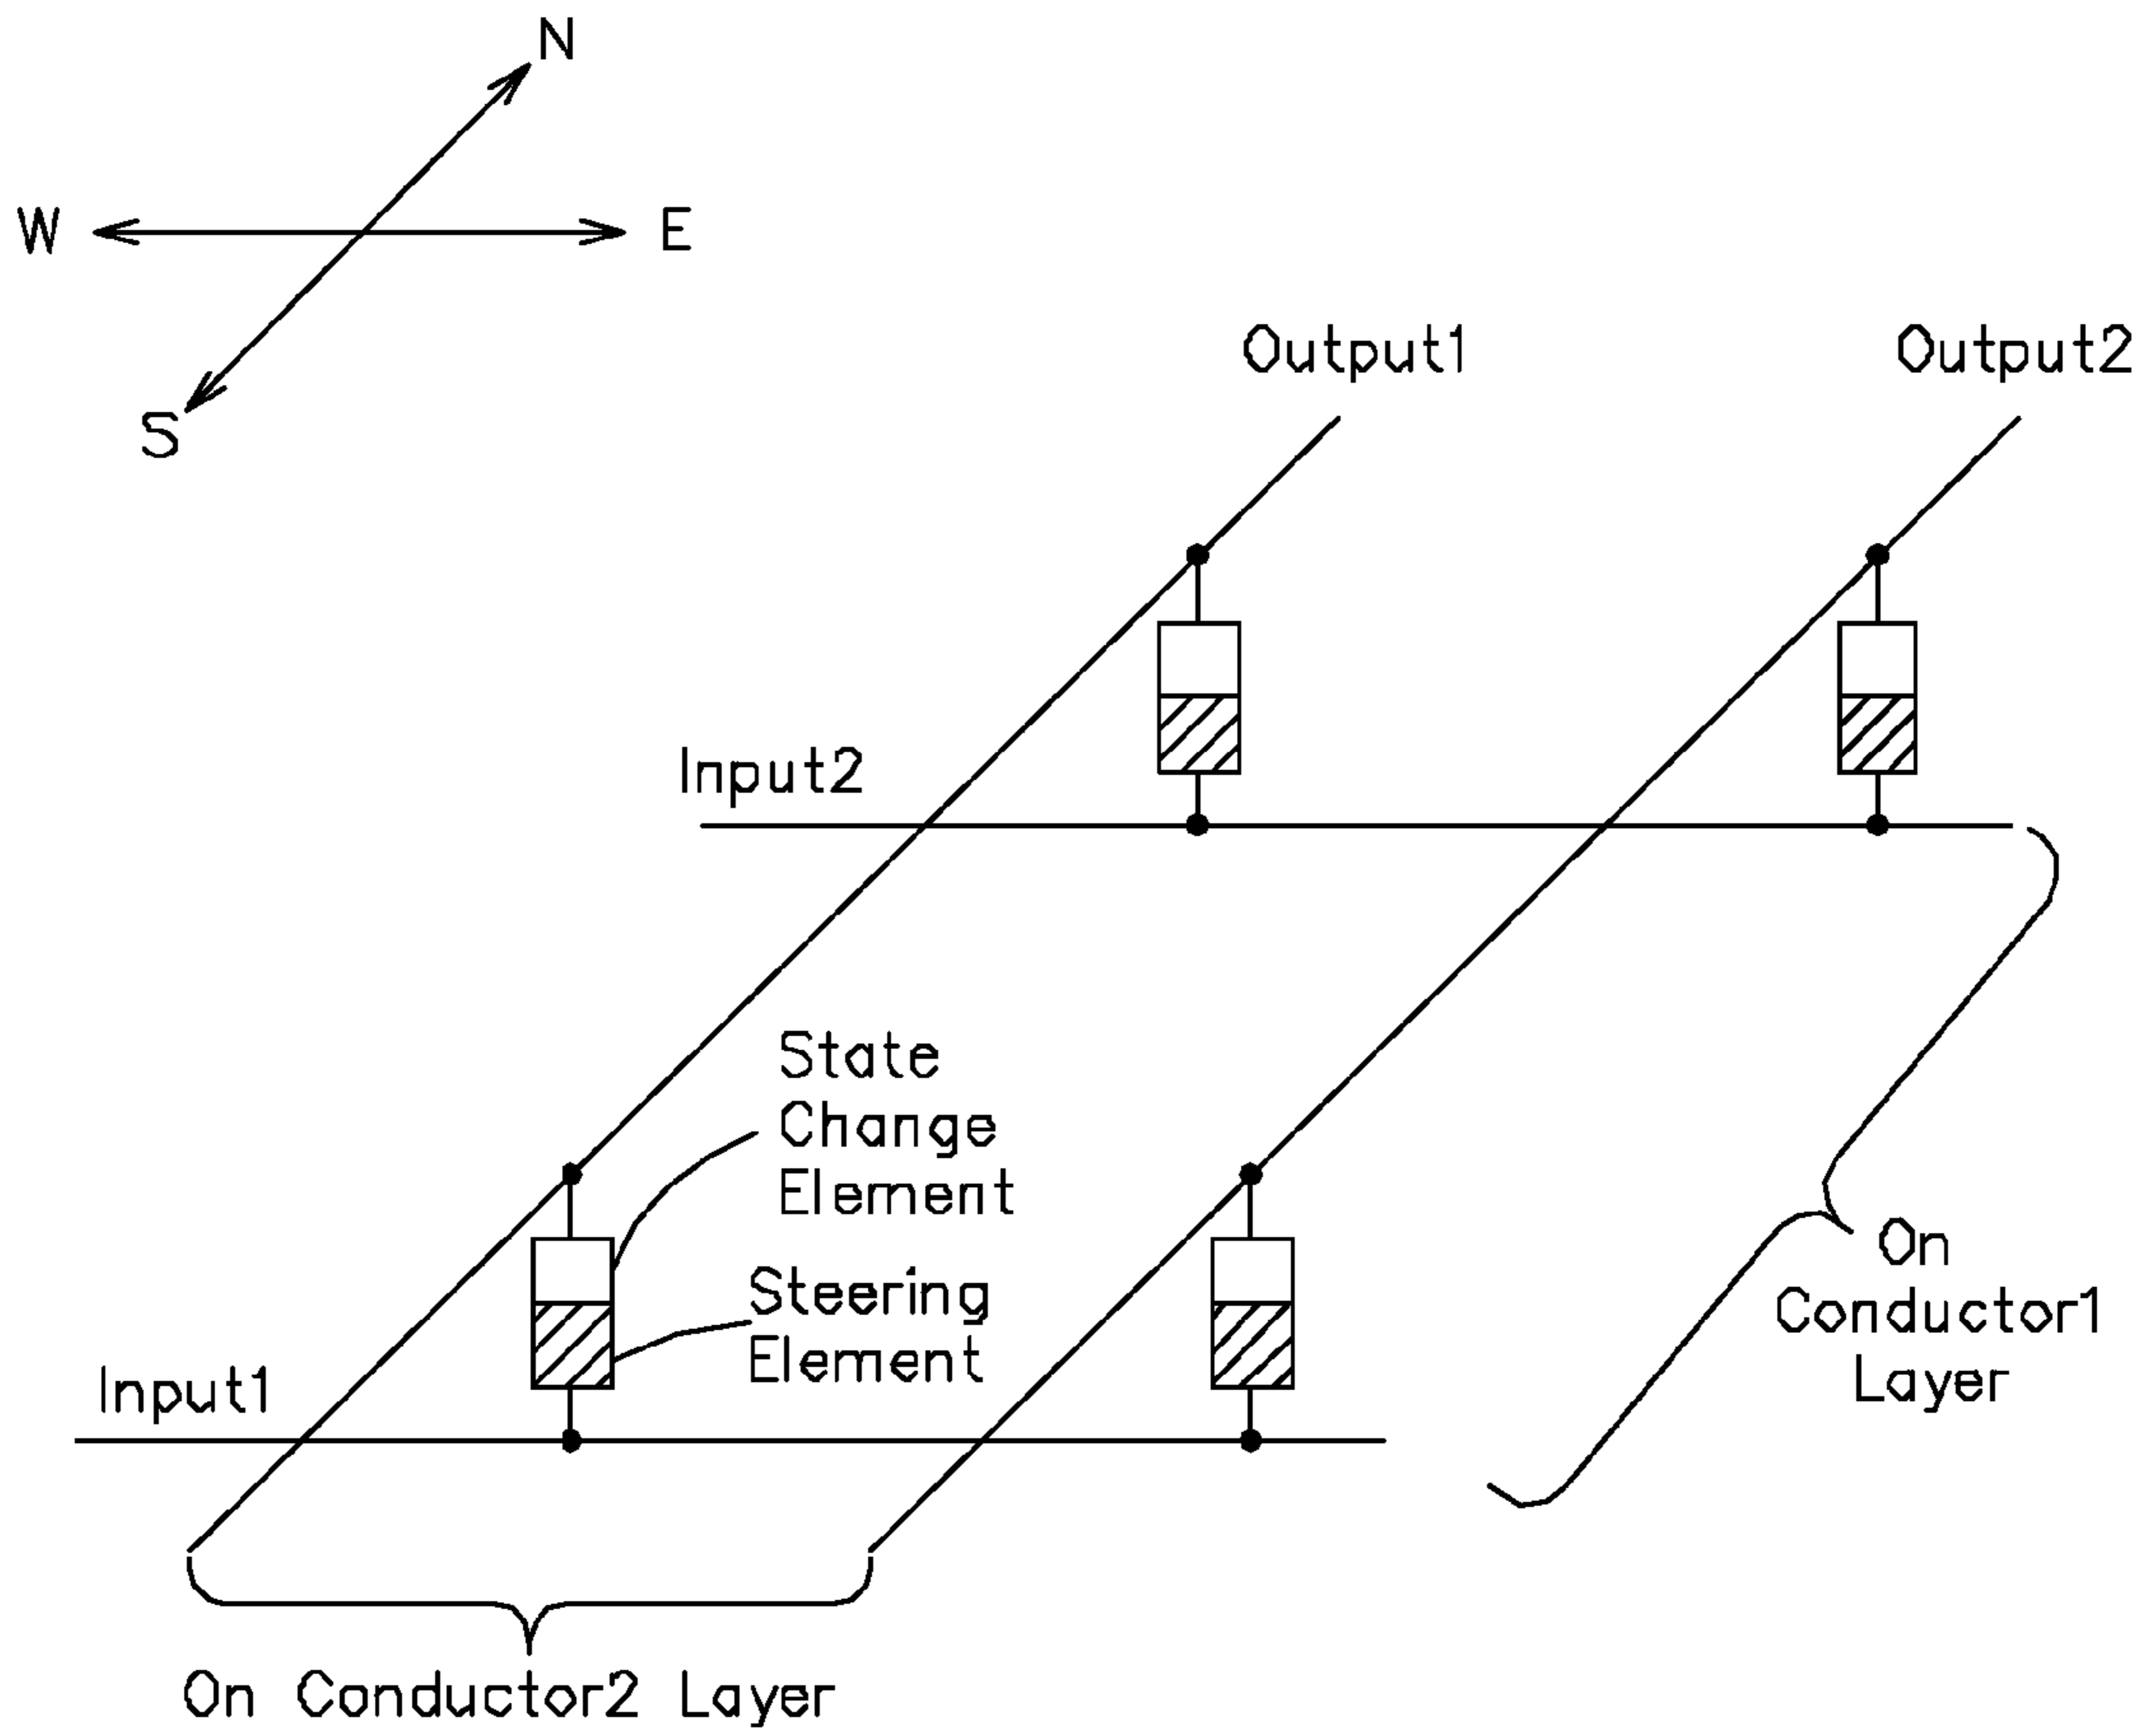 N
W
E
S
Output1
Output2
Input2
State
Change
Element
Steering
Element
Input1
On
Conductor1
Layer
On Conductor2 Layer